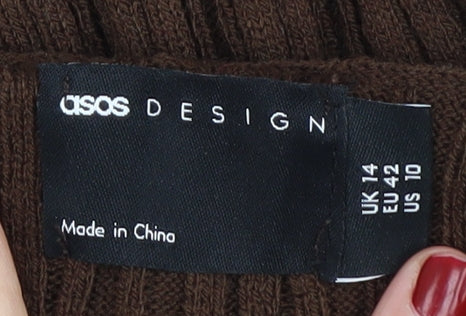 asos DESIGN
Made in China
UK 14
EU 42
US 10